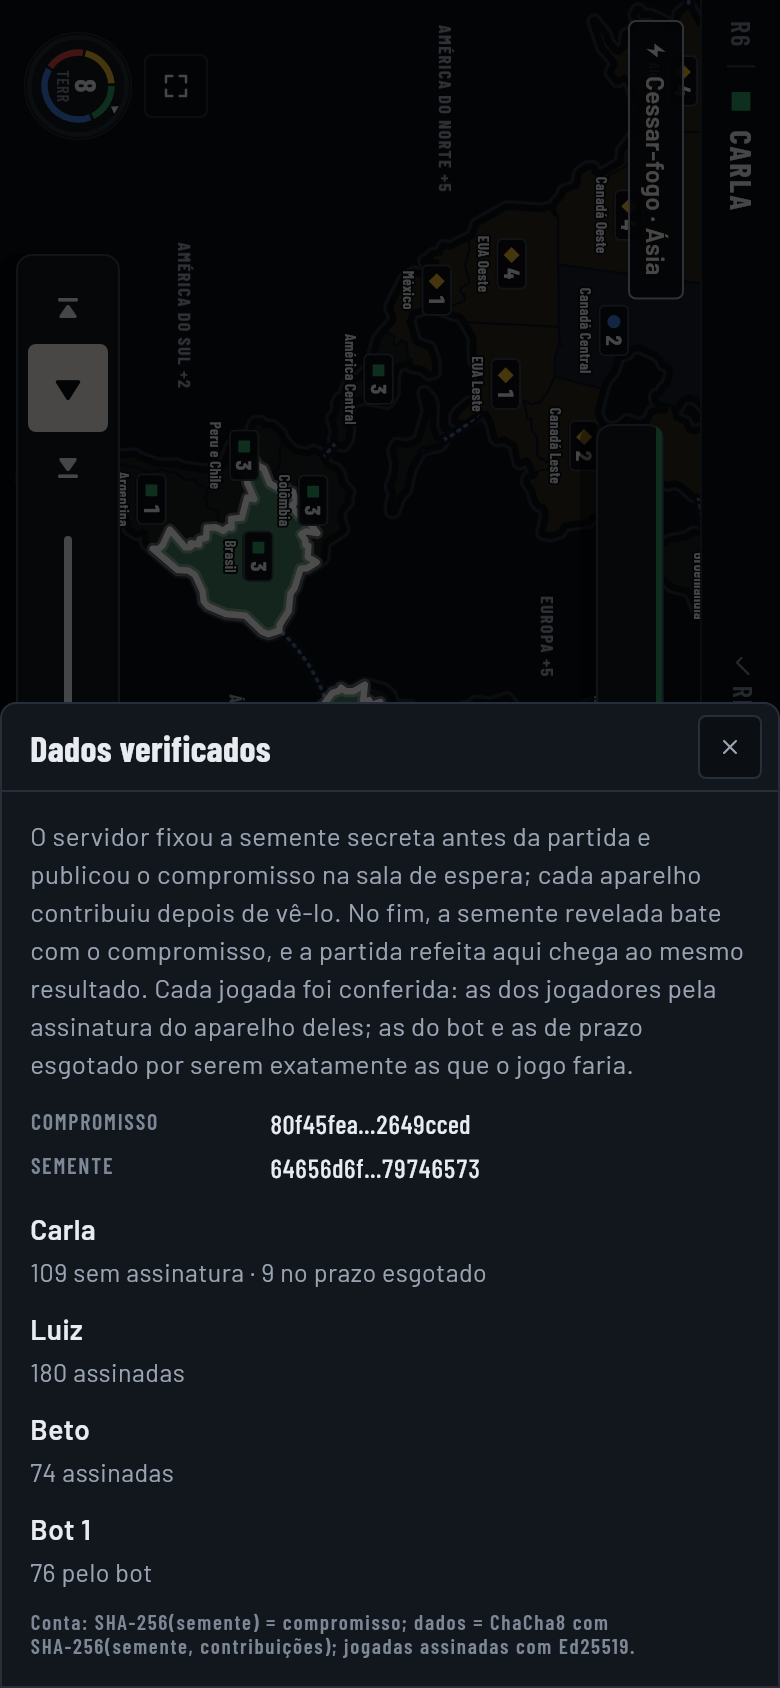 R6
CARLA
Cessar-fogo · Ásia
8
TERR
AMÉRICA DO NORTE +5
AMÉRICA DO SUL +2
EUROPA +5
Canadá Oeste
4
EUA Oeste
4
México
1
Canadá Central
2
América Central
3
EUA Leste
1
Canadá Leste
2
Peru e Chile
3
Colômbia
3
Argentina
1
Brasil
3
Dados verificados
O servidor fixou a semente secreta antes da partida e
publicou o compromisso na sala de espera; cada aparelho
contribuiu depois de vê-lo. No fim, a semente revelada bate
com o compromisso, e a partida refeita aqui chega ao mesmo
resultado. Cada jogada foi conferida: as dos jogadores pela
assinatura do aparelho deles; as do bot e as de prazo
esgotado por serem exatamente as que o jogo faria.
COMPROMISSO 80f45fea…2649cced
SEMENTE 64656d6f…79746573
Carla
109 sem assinatura · 9 no prazo esgotado
Luiz
180 assinadas
Beto
74 assinadas
Bot 1
76 pelo bot
Conta: SHA-256(semente) = compromisso; dados = ChaCha8 com
SHA-256(semente, contribuições); jogadas assinadas com Ed25519.